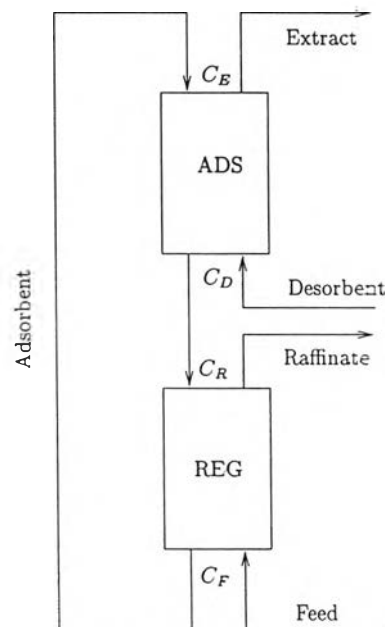 Extract
C_E
ADS
C_D
Desorbent
Adsorbent
Raffinate
C_R
REG
C_F
Feed